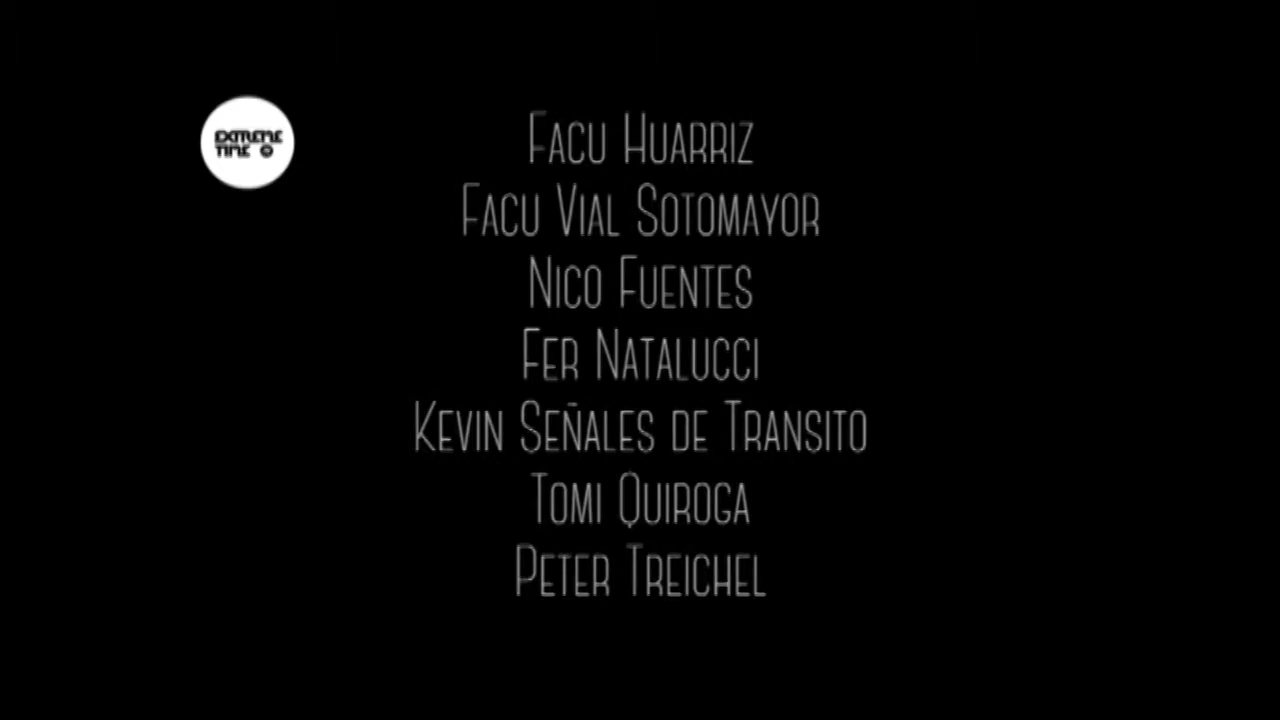 EXTREME
TIME
FACU HUARRIZ
FACU VIAL SOTOMAYOR
NICO FUENTES
FER NATALUCCI
KEVIN SEÑALES DE TRANSITO
TOMI QUIROGA
PETER TREICHEL